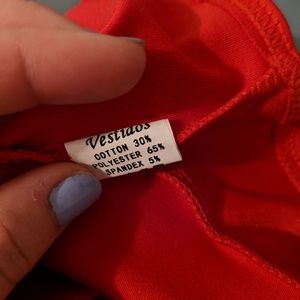 Vestidos
COTTON 30%
POLYESTER 65%
SPANDEX 5%